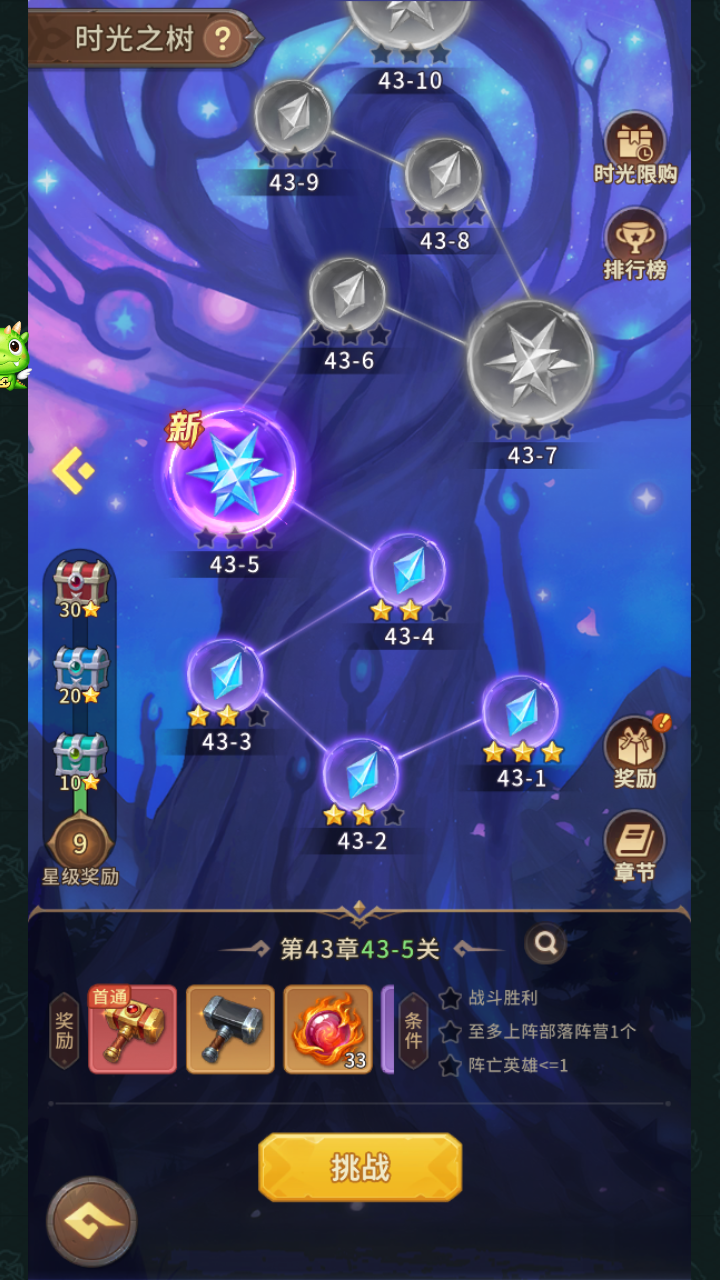 时光之树
?
43-10
43-9
时光限购
43-8
排行榜
43-6
新
43-7
43-5
30
43-4
20
43-3
43-1
10
奖励
9
43-2
星级奖励
章节
第43章43-5关
奖励
首通
33
条件
战斗胜利
至多上阵部落阵营1个
阵亡英雄<=1
挑战